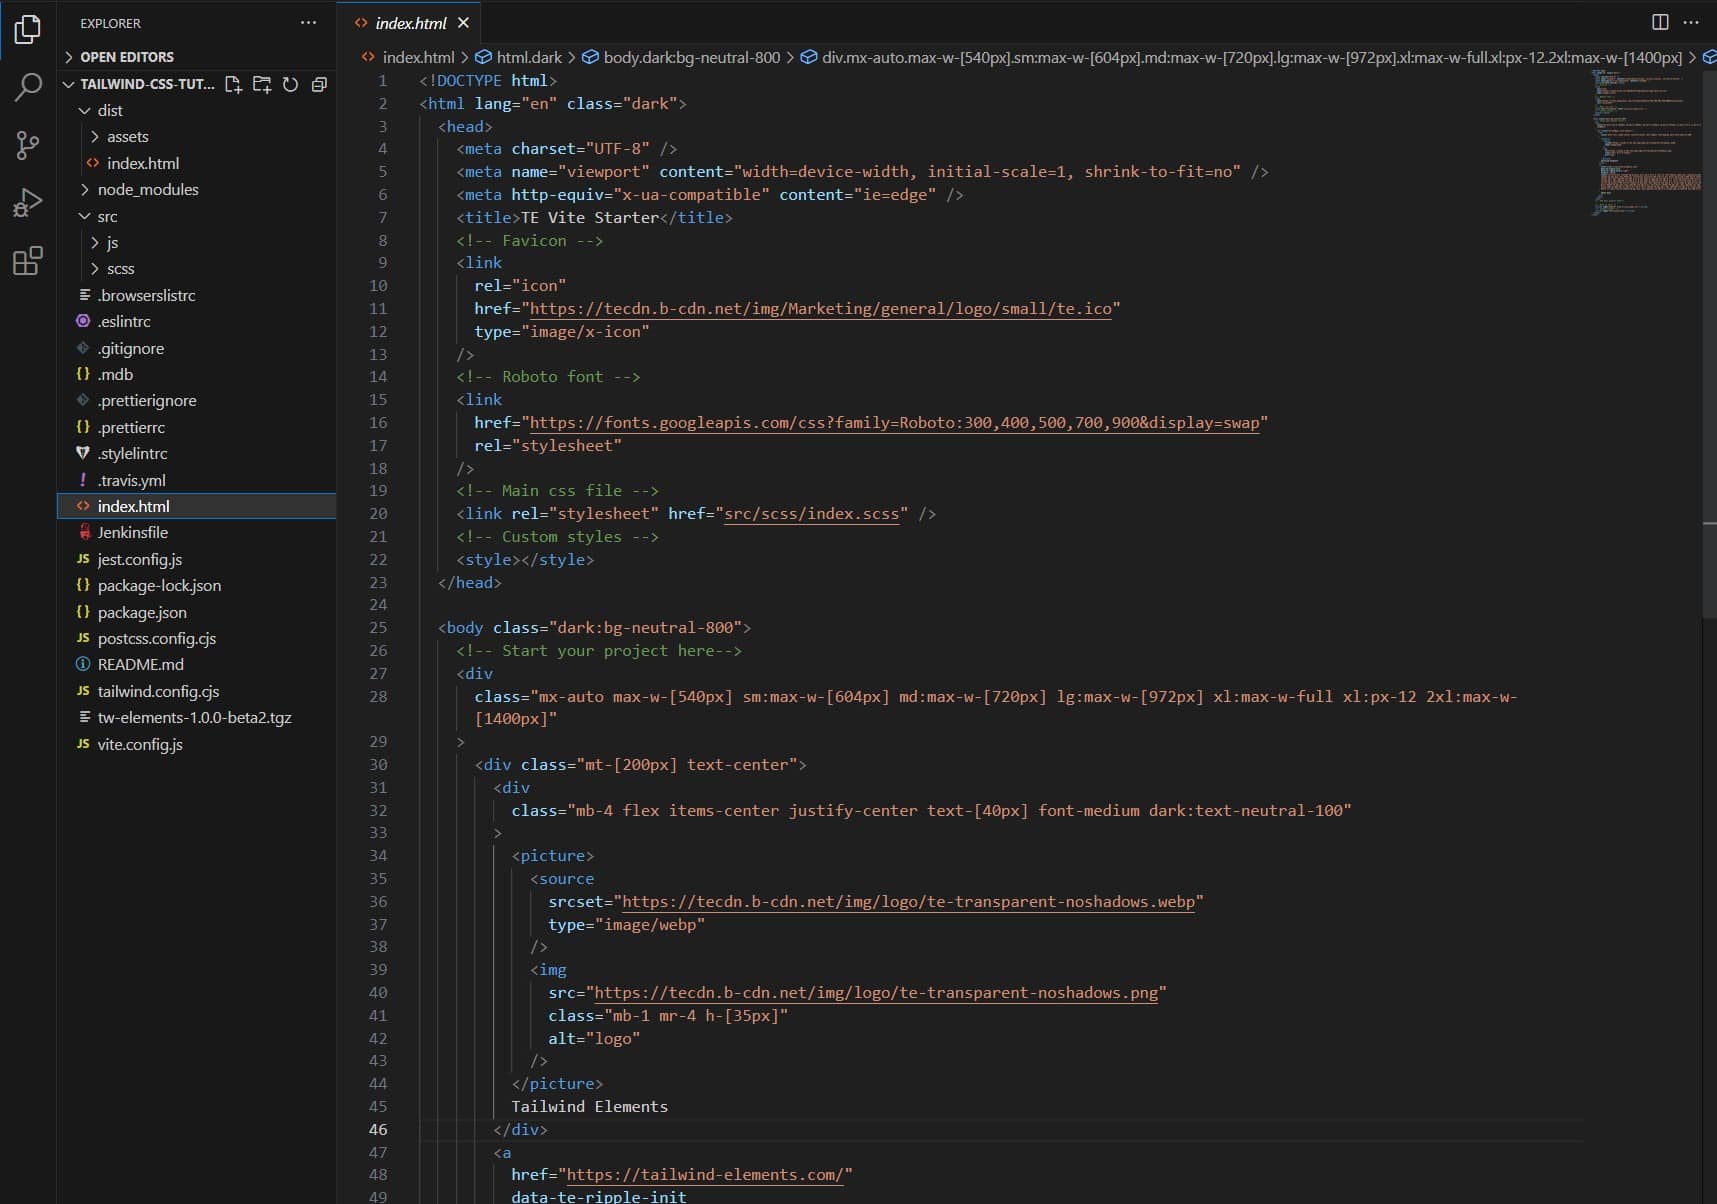 EXPLORER
OPEN EDITORS
TAILWIND-CSS-TUT...
dist
assets
index.html
node_modules
src
js
scss
.browserslistrc
.eslintrc
.gitignore
.mdb
.prettierignore
.prettierrc
.stylelintrc
.travis.yml
index.html
Jenkinsfile
jest.config.js
package-lock.json
package.json
postcss.config.cjs
README.md
tailwind.config.cjs
tw-elements-1.0.0-beta2.tgz
vite.config.js
index.html
index.html > html.dark > body.dark:bg-neutral-800 > div.mx-auto.max-w-[540px].sm:max-w-[604px].md:max-w-[720px].lg:max-w-[972px].xl:max-w-full.xl:px-12.2xl:max-w-[1400px] >
1 <!DOCTYPE html>
2 <html lang="en" class="dark">
3 <head>
4 <meta charset="UTF-8" />
5 <meta name="viewport" content="width=device-width, initial-scale=1, shrink-to-fit=no" />
6 <meta http-equiv="x-ua-compatible" content="ie=edge" />
7 <title>TE Vite Starter</title>
8 <!-- Favicon -->
9 <link
10 rel="icon"
11 href="https://tecdn.b-cdn.net/img/Marketing/general/logo/small/te.ico"
12 type="image/x-icon"
13 />
14 <!-- Roboto font -->
15 <link
16 href="https://fonts.googleapis.com/css?family=Roboto:300,400,500,700,900&display=swap"
17 rel="stylesheet"
18 />
19 <!-- Main css file -->
20 <link rel="stylesheet" href="src/scss/index.scss" />
21 <!-- Custom styles -->
22 <style></style>
23 </head>
24
25 <body class="dark:bg-neutral-800">
26 <!-- Start your project here-->
27 <div
28 class="mx-auto max-w-[540px] sm:max-w-[604px] md:max-w-[720px] lg:max-w-[972px] xl:max-w-full xl:px-12 2xl:max-w-
[1400px]"
29 >
30 <div class="mt-[200px] text-center">
31 <div
32 class="mb-4 flex items-center justify-center text-[40px] font-medium dark:text-neutral-100"
33 >
34 <picture>
35 <source
36 srcset="https://tecdn.b-cdn.net/img/logo/te-transparent-noshadows.webp"
37 type="image/webp"
38 />
39 <img
40 src="https://tecdn.b-cdn.net/img/logo/te-transparent-noshadows.png"
41 class="mb-1 mr-4 h-[35px]"
42 alt="logo"
43 />
44 </picture>
45 Tailwind Elements
46 </div>
47 <a
48 href="https://tailwind-elements.com/"
49 data-te-ripple-init